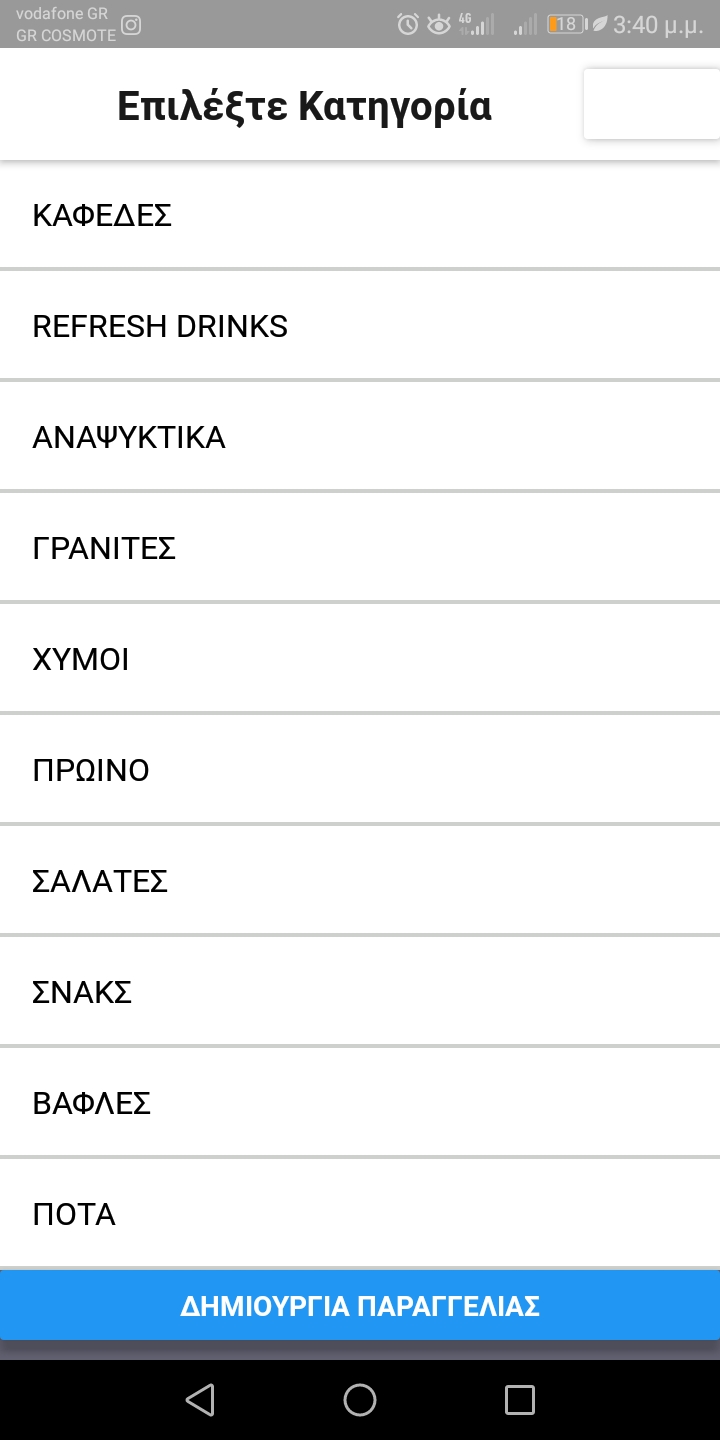 vodafone GR
GR COSMOTE
4G
18
3:40 μ.μ.
Επιλέξτε Κατηγορία
ΚΑΦΕΔΕΣ
REFRESH DRINKS
ΑΝΑΨΥΚΤΙΚΑ
ΓΡΑΝΙΤΕΣ
ΧΥΜΟΙ
ΠΡΩΙΝΟ
ΣΑΛΑΤΕΣ
ΣΝΑΚΣ
ΒΑΦΛΕΣ
ΠΟΤΑ
ΔΗΜΙΟΥΡΓΙΑ ΠΑΡΑΓΓΕΛΙΑΣ